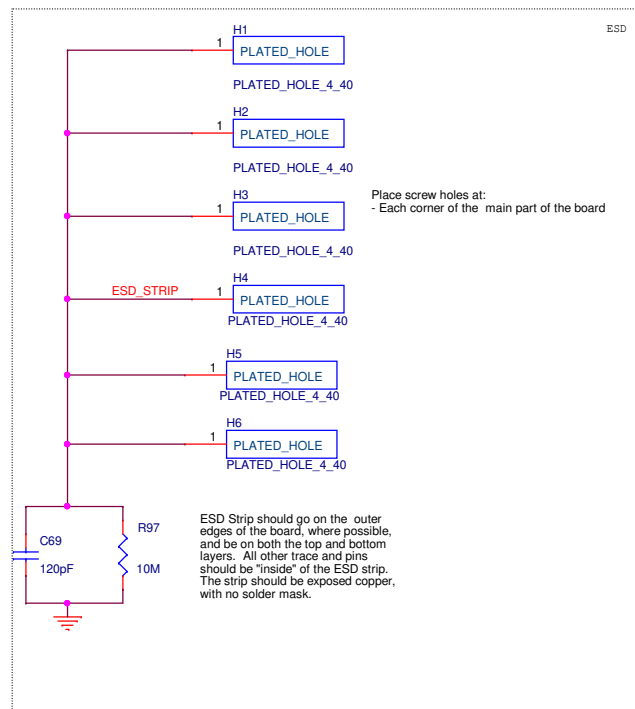 ESD
H1
1
PLATED_HOLE
PLATED_HOLE_4_40
H2
1
PLATED_HOLE
PLATED_HOLE_4_40
H3
1
PLATED_HOLE
PLATED_HOLE_4_40
Place screw holes at:
- Each corner of the main part of the board
ESD_STRIP
H4
1
PLATED_HOLE
PLATED_HOLE_4_40
H5
1
PLATED_HOLE
PLATED_HOLE_4_40
H6
1
PLATED_HOLE
PLATED_HOLE_4_40
C69
120pF
R97
10M
ESD Strip should go on the outer
edges of the board, where possible,
and be on both the top and bottom
layers. All other trace and pins
should be "inside" of the ESD strip.
The strip should be exposed copper,
with no solder mask.